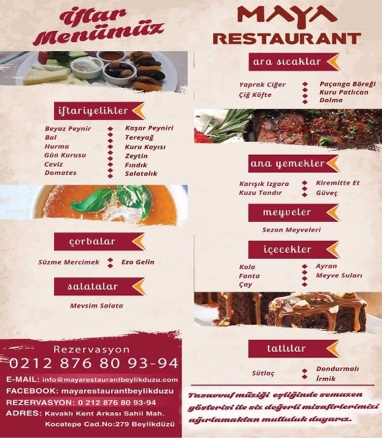 İftar
Menümüz
iftariyelikler
Beyaz Peynir
Bal
Hurma
Gün Kurusu
Ceviz
Domates
Kaşar Peyniri
Tereyağ
Kuru Kayısı
Zeytin
Fındık
Salatalık
çorbalar
Süzme Mercimek
Ezo Gelin
salatalar
Mevsim Salata
Rezervasyon
0212 876 80 93-94
E-MAIL: info@mayarestaurantbeylikduzu.com
FACEBOOK: mayarestaurantbeylikduzu
REZERVASYON: 0 212 876 80 93-94
ADRES: Kavaklı Kent Arkası Sahil Mah.
Kocatepe Cad.No:279 Beylikdüzü
MAYA
RESTAURANT
ara sıcaklar
Yaprak Ciğer
Çiğ Köfte
Paçanga Böreği
Kuru Patlıcan
Dolma
ana yemekler
Karışık Izgara
Kuzu Tandır
Kiremitte Et
Güveç
meyveler
Sezon Meyveleri
içecekler
Kola
Fanta
Çay
Ayran
Meyve Suları
tatlılar
Sütlaç
Dondurmalı
İrmik
Tasavvuf müziği eşliğinde semazen
gösterisi ile siz değerli misafirlerimizi
ağırlamaktan mutluluk duyarız.